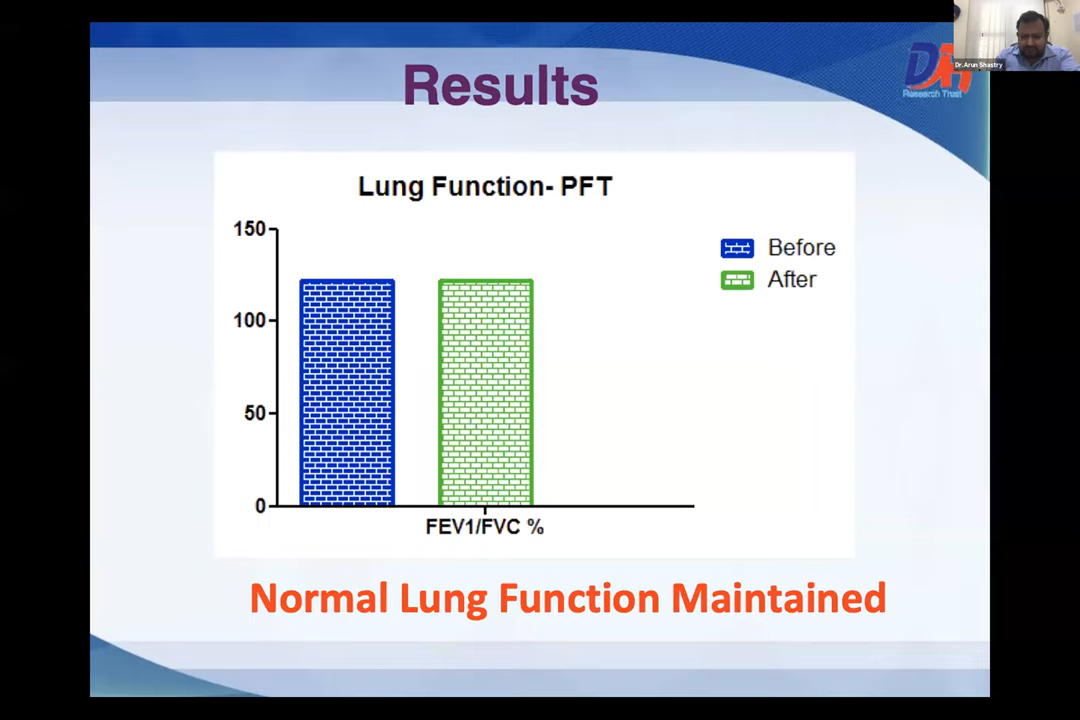 Results
Dr.Arun Shastry
Research Trust
Lung Function- PFT
150
100
50
0
Before
After
FEV1/FVC %
Normal Lung Function Maintained